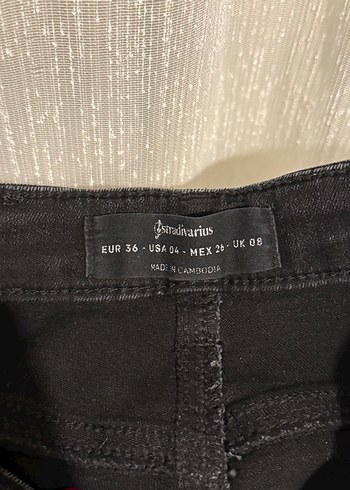 stradivarius
EUR 36 - USA 04 - MEX 26 - UK 08
MADE IN CAMBODIA